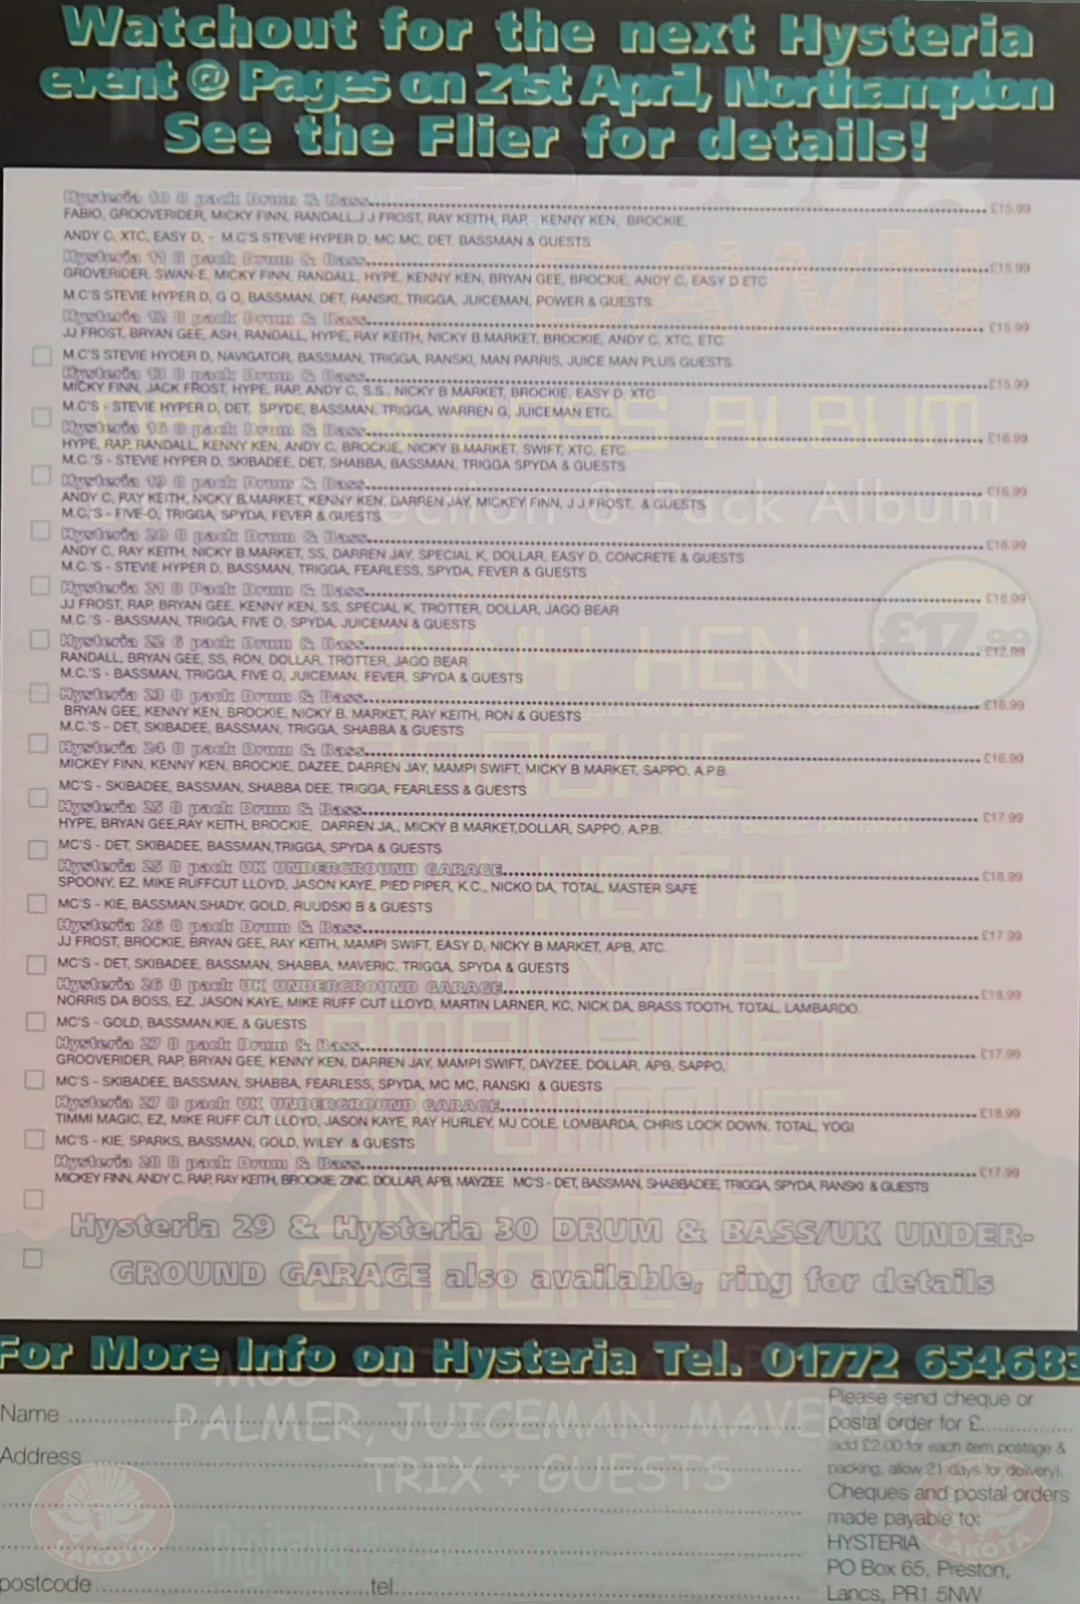 Watchout for the next Hysteria
event @ Pages on 21st April, Northampton
See the Flier for details!
Hysteria 10 8 pack Drum & Bass £15.99
FABIO, GROOVERIDER, MICKY FINN, RANDALL.J J FROST, RAY KEITH, RAP, KENNY KEN, BROCKIE,
ANDY C, XTC, EASY D, - M.C'S STEVIE HYPER D, MC MC, DET, BASSMAN & GUESTS
Hysteria 11 8 pack Drum & Bass £15.99
GROVERIDER, SWAN-E, MICKY FINN, RANDALL, HYPE, KENNY KEN, BRYAN GEE, BROCKIE, ANDY C, EASY D ETC
M.C'S STEVIE HYPER D, G O, BASSMAN, DET, RANSKI, TRIGGA, JUICEMAN, POWER & GUESTS.
Hysteria 12 8 pack Drum & Bass £15.99
JJ FROST, BRYAN GEE, ASH, RANDALL, HYPE, RAY KEITH, NICKY B.MARKET, BROCKIE, ANDY C, XTC, ETC
M.C'S STEVIE HYOER D, NAVIGATOR, BASSMAN, TRIGGA, RANSKI, MAN PARRIS, JUICE MAN PLUS GUESTS.
Hysteria 13 8 pack Drum & Bass £15.99
MICKY FINN, JACK FROST, HYPE, RAP, ANDY C, S.S., NICKY B MARKET, BROCKIE, EASY D, XTC
M.C'S - STEVIE HYPER D, DET, SPYDE, BASSMAN, TRIGGA, WARREN G, JUICEMAN ETC.
Hysteria 16 8 pack Drum & Bass £16.99
HYPE, RAP, RANDALL, KENNY KEN, ANDY C, BROCKIE, NICKY B.MARKET, SWIFT, XTC, ETC
M.C.'S - STEVIE HYPER D, SKIBADEE, DET, SHABBA, BASSMAN, TRIGGA SPYDA & GUESTS
Hysteria 19 8 pack Drum & Bass £16.99
ANDY C, RAY KEITH, NICKY B.MARKET, KENNY KEN, DARREN JAY, MICKEY FINN, J J FROST, & GUESTS
M.C.'S - FIVE-O, TRIGGA, SPYDA, FEVER & GUESTS
Hysteria 20 8 pack Drum & Bass £16.99
ANDY C, RAY KEITH, NICKY B.MARKET, SS, DARREN JAY, SPECIAL K, DOLLAR, EASY D, CONCRETE & GUESTS
M.C.'S - STEVIE HYPER D, BASSMAN, TRIGGA, FEARLESS, SPYDA, FEVER & GUESTS
Hysteria 21 8 Pack Drum & Bass £16.99
JJ FROST, RAP, BRYAN GEE, KENNY KEN, SS, SPECIAL K, TROTTER, DOLLAR, JAGO BEAR
M.C.'S - BASSMAN, TRIGGA, FIVE O, SPYDA, JUICEMAN & GUESTS
Hysteria 22 6 pack Drum & Bass £12.99
RANDALL, BRYAN GEE, SS, RON, DOLLAR, TROTTER, JAGO BEAR
M.C.'S - BASSMAN, TRIGGA, FIVE O, JUICEMAN, FEVER, SPYDA & GUESTS
Hysteria 23 8 pack Drum & Bass £16.99
BRYAN GEE, KENNY KEN, BROCKIE, NICKY B. MARKET, RAY KEITH, RON & GUESTS
M.C.'S - DET, SKIBADEE, BASSMAN, TRIGGA, SHABBA & GUESTS
Hysteria 24 8 pack Drum & Bass £16.99
MICKEY FINN, KENNY KEN, BROCKIE, DAZEE, DARREN JAY, MAMPI SWIFT, MICKY B MARKET, SAPPO, A.P.B.
MC'S - SKIBADEE, BASSMAN, SHABBA DEE, TRIGGA, FEARLESS & GUESTS
Hysteria 25 8 pack Drum & Bass £17.99
HYPE, BRYAN GEE,RAY KEITH, BROCKIE, DARREN JA,, MICKY B MARKET,DOLLAR, SAPPO, A.P.B.
MC'S - DET, SKIBADEE, BASSMAN,TRIGGA, SPYDA & GUESTS
Hysteria 25 8 pack UK UNDERGROUND GARAGE £18.99
SPOONY, EZ, MIKE RUFFCUT LLOYD, JASON KAYE, PIED PIPER, K.C., NICKO DA, TOTAL, MASTER SAFE
MC'S - KIE, BASSMAN,SHADY, GOLD, RUUDSKI B & GUESTS
Hysteria 26 8 pack Drum & Bass £17.99
JJ FROST, BROCKIE, BRYAN GEE, RAY KEITH, MAMPI SWIFT, EASY D, NICKY B MARKET, APB, ATC.
MC'S - DET, SKIBADEE, BASSMAN, SHABBA, MAVERIC, TRIGGA, SPYDA & GUESTS
Hysteria 26 8 pack UK UNDERGROUND GARAGE £18.99
NORRIS DA BOSS, EZ, JASON KAYE, MIKE RUFF CUT LLOYD, MARTIN LARNER, KC, NICK DA, BRASS TOOTH, TOTAL, LAMBARDO.
MC'S - GOLD, BASSMAN,KIE, & GUESTS
Hysteria 27 8 pack Drum & Bass £17.99
GROOVERIDER, RAP, BRYAN GEE, KENNY KEN, DARREN JAY, MAMPI SWIFT, DAYZEE, DOLLAR, APB, SAPPO,
MC'S - SKIBADEE, BASSMAN, SHABBA, FEARLESS, SPYDA, MC MC, RANSKI & GUESTS
Hysteria 27 8 pack UK UNDERGROUND GARAGE £18.99
TIMMI MAGIC, EZ, MIKE RUFF CUT LLOYD, JASON KAYE, RAY HURLEY, MJ COLE, LOMBARDA, CHRIS LOCK DOWN, TOTAL, YOGI
MC'S - KIE, SPARKS, BASSMAN, GOLD, WILEY & GUESTS
Hysteria 28 8 pack Drum & Bass £17.99
MICKEY FINN, ANDY C, RAP, RAY KEITH, BROCKIE, ZINC, DOLLAR, APB, MAYZEE MC'S - DET, BASSMAN, SHABBADEE, TRIGGA, SPYDA, RANSKI & GUESTS
Hysteria 29 & Hysteria 30 DRUM & BASS/UK UNDER-
GROUND GARAGE also available, ring for details
For More Info on Hysteria Tel. 01772 654683
Name
Address
postcode tel
Please send cheque or
postal order for £
(add £2.00 for each item postage &
packing, allow 21 days for delivery).
Cheques and postal orders
made payable to:
HYSTERIA
PO Box 65, Preston,
Lancs, PR1 5NW
DAWN
BASS ALBUM
8 Pack Album
£17.99
PALMER, JUICEMAN, MAVERIC,
TRIX + GUESTS
LAKOTA
LAKOTA